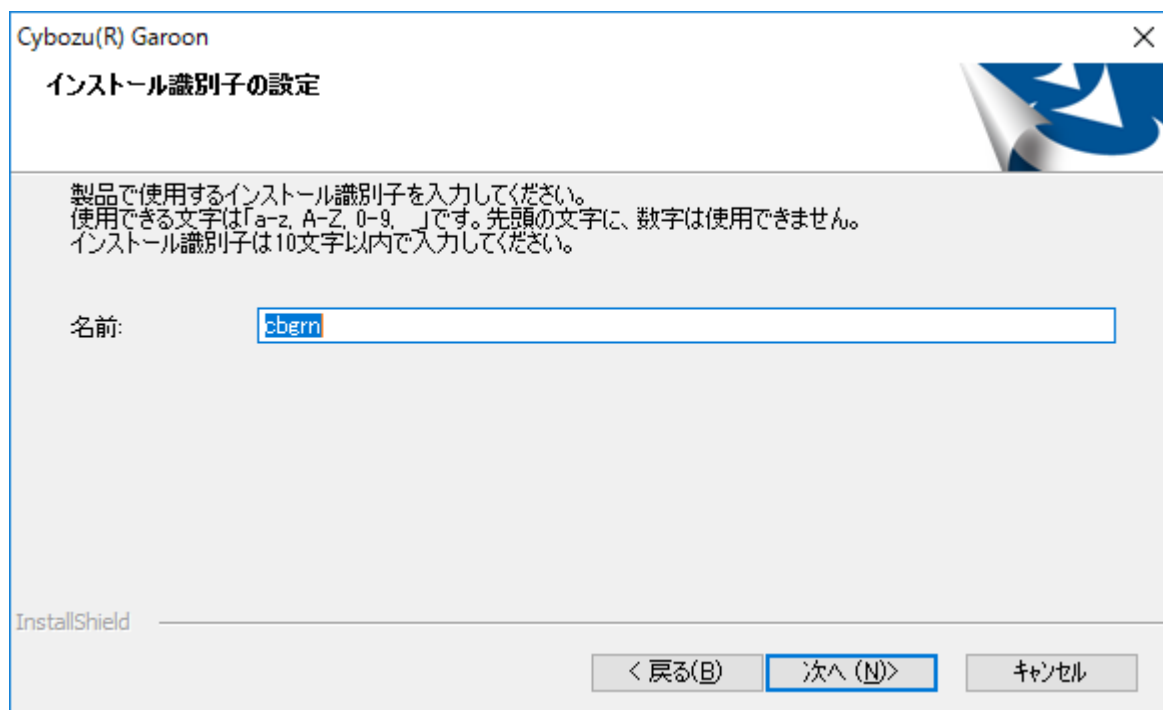 Cybozu(R) Garoon
インストール識別子の設定
製品で使用するインストール識別子を入力してください。
使用できる文字は「a-z, A-Z, 0-9, _」です。先頭の文字に、数字は使用できません。
インストール識別子は10文字以内で入力してください。
名前:
cbgrn
InstallShield
< 戻る(B)
次へ (N)>
キャンセル